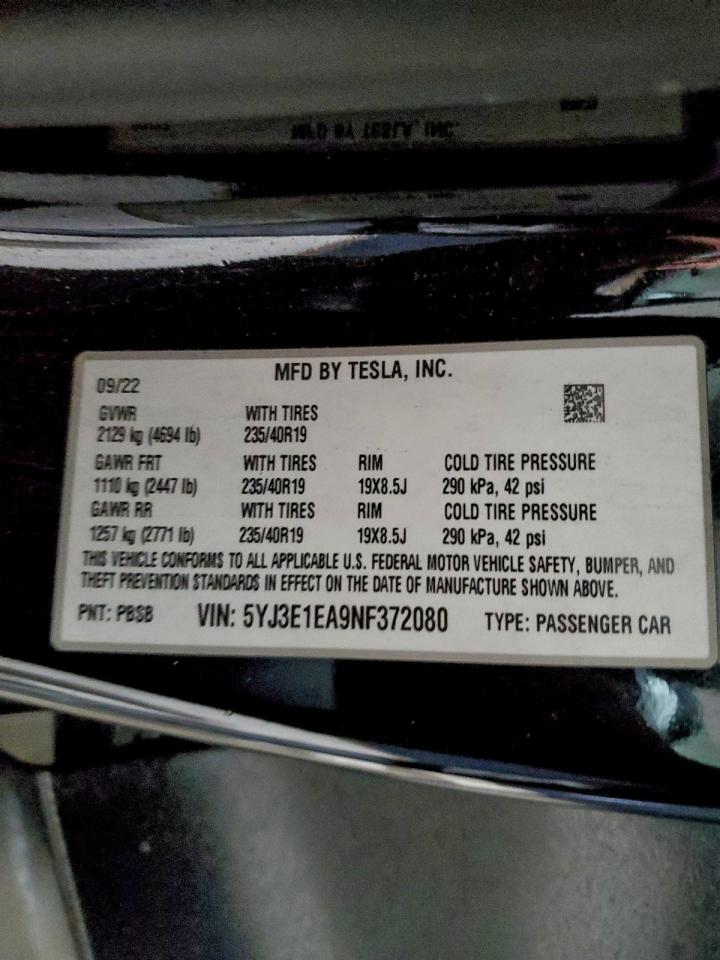 MFD BY TESLA, INC.
MFD BY TESLA, INC.
09/22
GVWR WITH TIRES
2129 kg (4694 lb) 235/40R19
GAWR FRT WITH TIRES RIM COLD TIRE PRESSURE
1110 kg (2447 lb) 235/40R19 19X8.5J 290 kPa, 42 psi
GAWR RR WITH TIRES RIM COLD TIRE PRESSURE
1257 kg (2771 lb) 235/40R19 19X8.5J 290 kPa, 42 psi
THIS VEHICLE CONFORMS TO ALL APPLICABLE U.S. FEDERAL MOTOR VEHICLE SAFETY, BUMPER, AND
THEFT PREVENTION STANDARDS IN EFFECT ON THE DATE OF MANUFACTURE SHOWN ABOVE.
PNT: PBSB VIN: 5YJ3E1EA9NF372080 TYPE: PASSENGER CAR